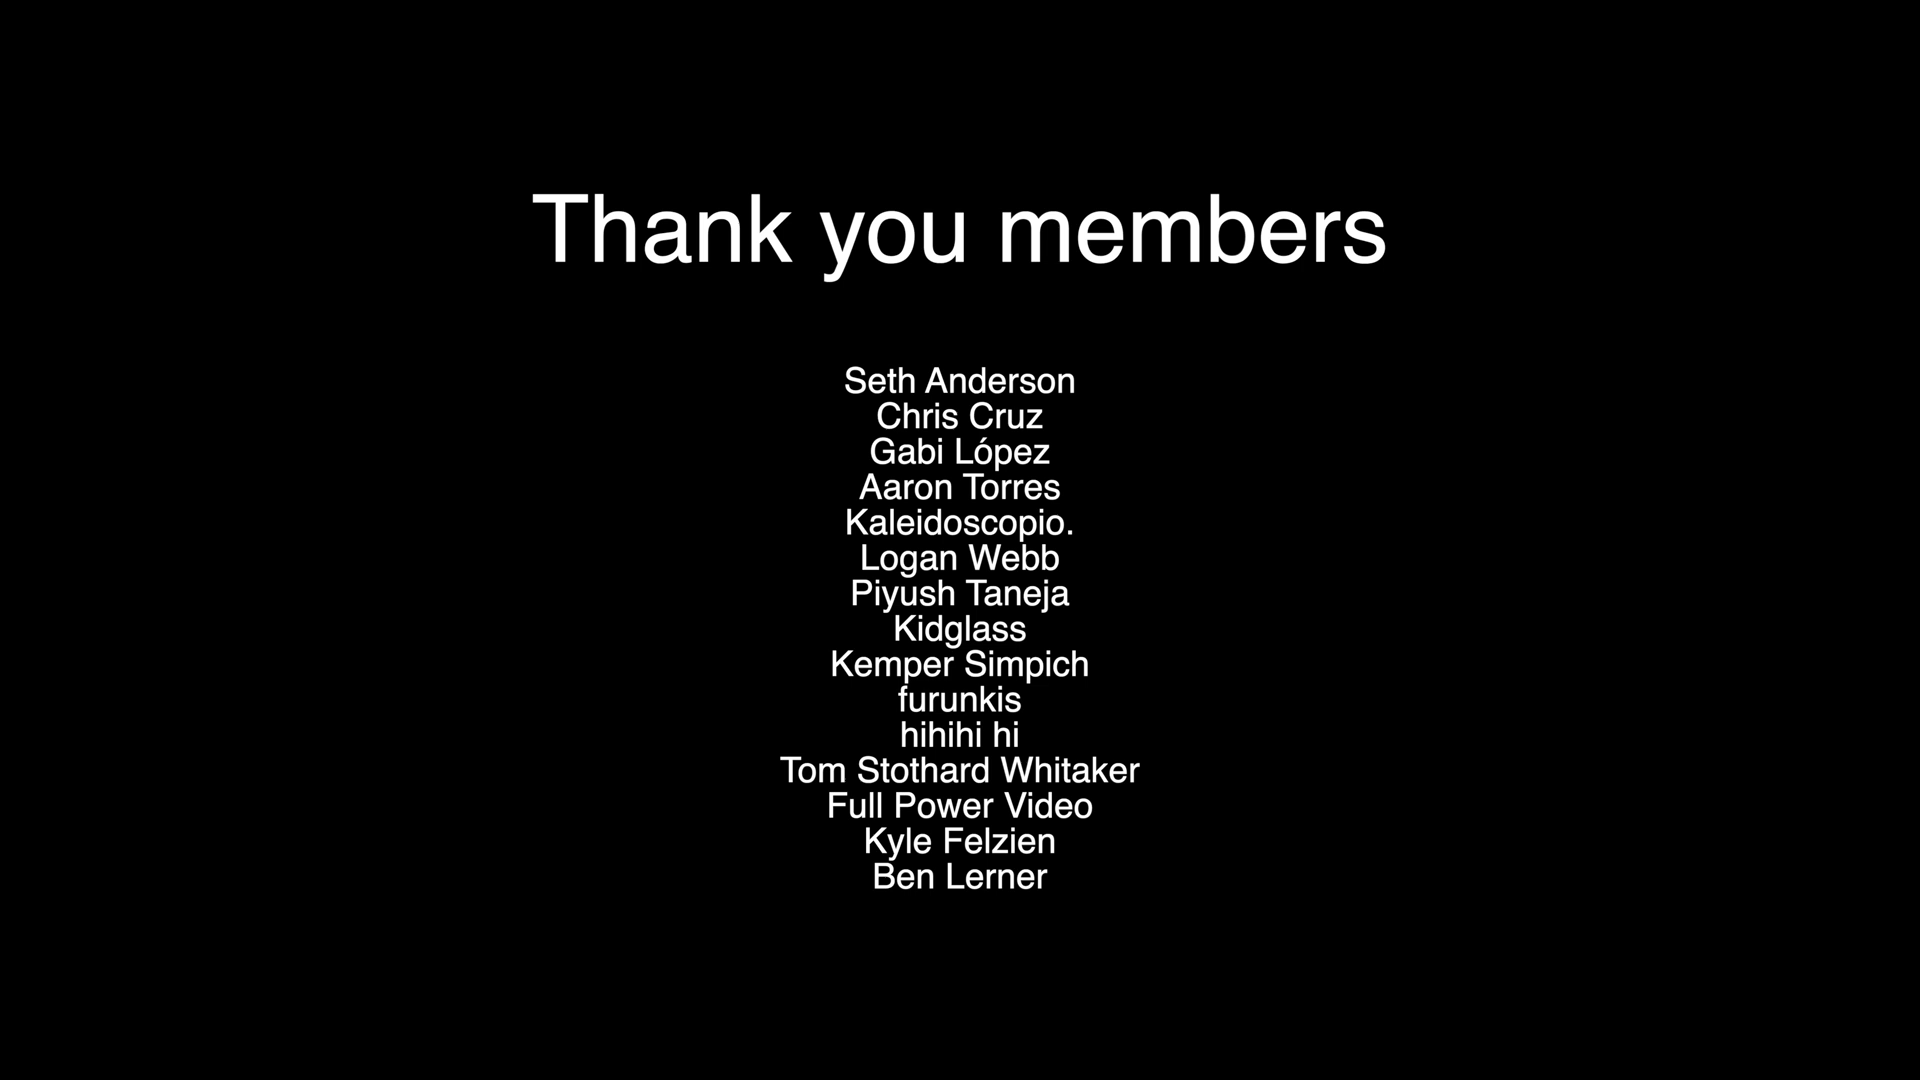 Thank you members
Seth Anderson
Chris Cruz
Gabi López
Aaron Torres
Kaleidoscopio.
Logan Webb
Piyush Taneja
Kidglass
Kemper Simpich
furunkis
hihihi hi
Tom Stothard Whitaker
Full Power Video
Kyle Felzien
Ben Lerner